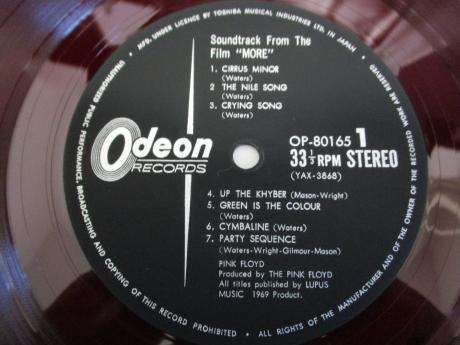 MFD. UNDER LICENCE BY TOSHIBA MUSICAL INDUSTRIES LTD. IN JAPAN
Soundtrack From The
Film "MORE"
1. CIRRUS MINOR
(Waters)
2 THE NILE SONG
(Waters)
3. CRYING SONG
(Waters)
Odeon
RECORDS
OP-80165 1
33 1/3 RPM STEREO
(YAX-3868)
4. UP THE KHYBER (Mason-Wright)
5. GREEN IS THE COLOUR
(Waters)
6. CYMBALINE (Waters)
7. PARTY SEQUENCE
(Waters-Wright-Gilmour-Mason)
PINK FLOYD
Produced by THE PINK FLOYD
All titles published by LUPUS
MUSIC 1969 Product.
UNAUTHORIZED PUBLIC PERFORMANCE, BROADCASTING AND COPYING OF THIS RECORD PROHIBITED • ALL RIGHTS OF THE MANUFACTURER AND OF THE OWNER OF THE RECORDED WORK ARE RESERVED